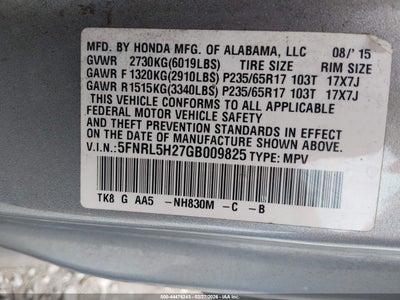 MFD. BY HONDA MFG. OF ALABAMA, LLC 08/'15
GVWR 2730KG(6019LBS) TIRE SIZE RIM SIZE
GAWR F 1320KG(2910LBS) P235/65R17 103T 17X7J
GAWR R1515KG(3340LBS) P235/65R17 103T 17X7J
THIS VEHICLE CONFORMS TO ALL APPLICABLE
FEDERAL MOTOR VEHICLE SAFETY AND THEFT
PREVENTION STANDARDS IN EFFECT ON THE
DATE OF MANUFACTURE SHOWN ABOVE.
V.I.N.: 5FNRL5H27GB009825 TYPE: MPV
TK8 G AA5 -NH830M -C -B